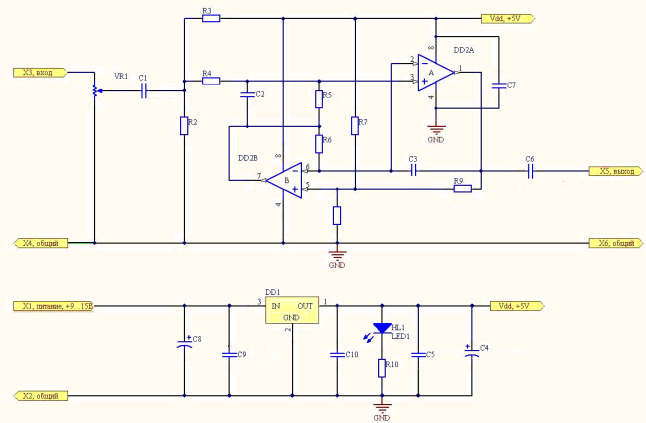 R3
Vdd, +5V
X3, вход
VR1
C1
R4
2
8
DD2A
1
3
A
4
C7
C2
R5
R2
R7
GND
DD2B
R6
8
7
6
B
5
4
C3
C6
X5, выход
R9
X4, общий
X6, общий
GND
DD1
X1, питание, +9...15В
3
IN
OUT
1
Vdd, +5V
GND
2
C8
C9
C10
HL1
LED1
C5
C4
R10
X2, общий
GND